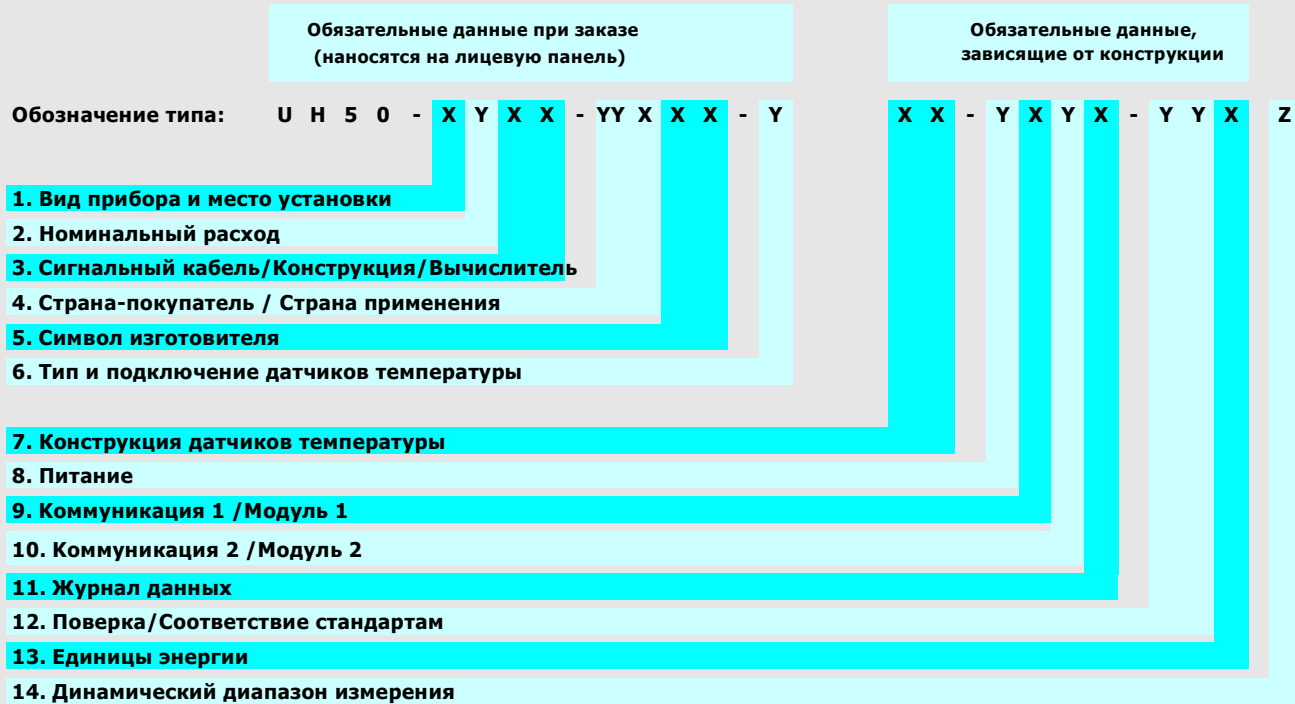 Обязательные данные при заказе
(наносятся на лицевую панель)
Обязательные данные,
зависящие от конструкции
Обозначение типа: U H 5 0 - X Y X X - YY X X X - Y X X - Y X Y X - Y Y X Z
1. Вид прибора и место установки
2. Номинальный расход
3. Сигнальный кабель/Конструкция/Вычислитель
4. Страна-покупатель / Страна применения
5. Символ изготовителя
6. Тип и подключение датчиков температуры
7. Конструкция датчиков температуры
8. Питание
9. Коммуникация 1 /Модуль 1
10. Коммуникация 2 /Модуль 2
11. Журнал данных
12. Поверка/Соответствие стандартам
13. Единицы энергии
14. Динамический диапазон измерения